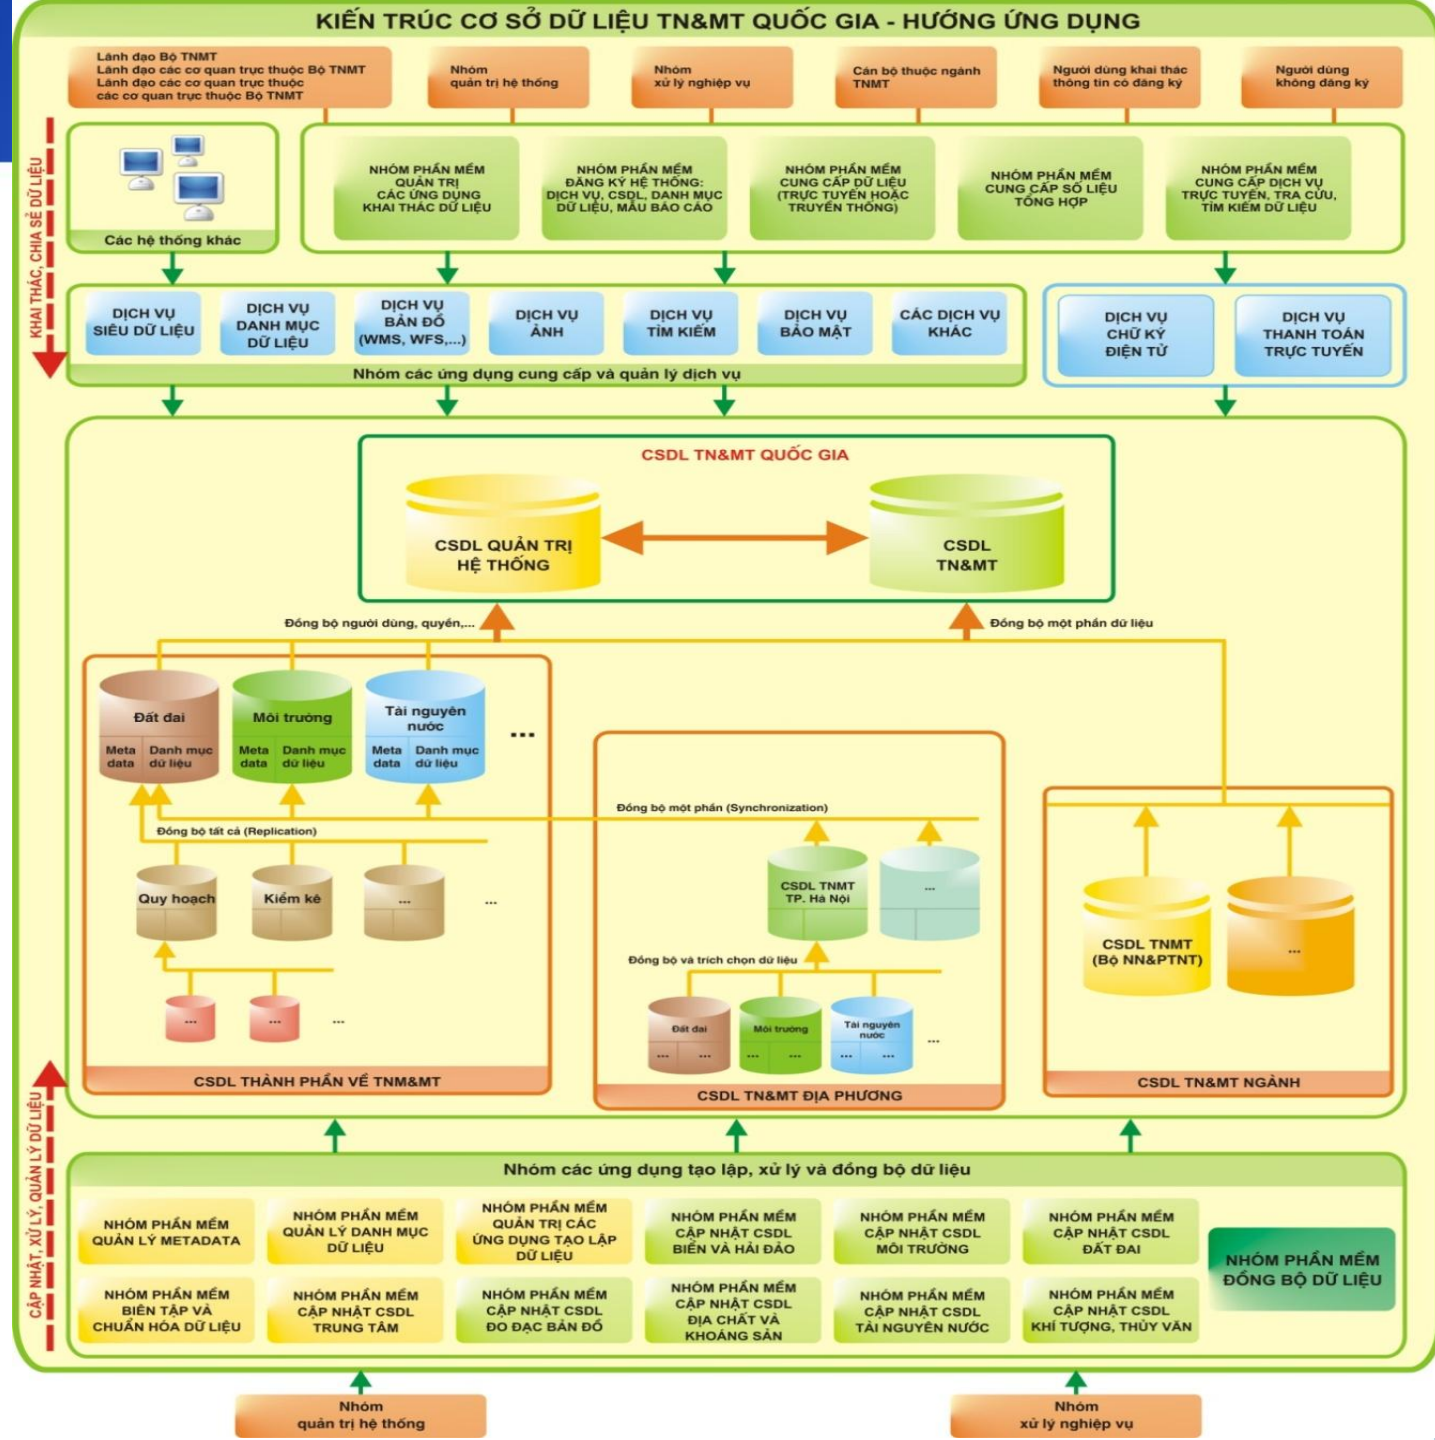 KIẾN TRÚC CƠ SỞ DỮ LIỆU TN&MT QUỐC GIA - HƯỚNG ỨNG DỤNG
Lãnh đạo Bộ TNMT
Lãnh đạo các cơ quan trực thuộc Bộ TNMT
Lãnh đạo các cơ quan trực thuộc
các cơ quan trực thuộc Bộ TNMT
Nhóm
quản trị hệ thống
Nhóm
xử lý nghiệp vụ
Cán bộ thuộc ngành
TNMT
Người dùng khai thác
thông tin có đăng ký
Người dùng
không đăng ký
KHAI THÁC, CHIA SẺ DỮ LIỆU
Các hệ thống khác
NHÓM PHẦN MỀM
QUẢN TRỊ
CÁC ỨNG DỤNG
KHAI THÁC DỮ LIỆU
NHÓM PHẦN MỀM
ĐĂNG KÝ HỆ THỐNG:
DỊCH VỤ, CSDL, DANH MỤC
DỮ LIỆU, MẪU BÁO CÁO
NHÓM PHẦN MỀM
CUNG CẤP DỮ LIỆU
(TRỰC TUYẾN HOẶC
TRUYỀN THỐNG)
NHÓM PHẦN MỀM
CUNG CẤP SỐ LIỆU
TỔNG HỢP
NHÓM PHẦN MỀM
CUNG CẤP DỊCH VỤ
TRỰC TUYẾN, TRA CỨU,
TÌM KIẾM DỮ LIỆU
DỊCH VỤ
SIÊU DỮ LIỆU
DỊCH VỤ
DANH MỤC
DỮ LIỆU
DỊCH VỤ
BẢN ĐỒ
(WMS, WFS,...)
DỊCH VỤ
ẢNH
DỊCH VỤ
TÌM KIẾM
DỊCH VỤ
BẢO MẬT
CÁC DỊCH VỤ
KHÁC
Nhóm các ứng dụng cung cấp và quản lý dịch vụ
DỊCH VỤ
CHỮ KÝ
ĐIỆN TỬ
DỊCH VỤ
THANH TOÁN
TRỰC TUYẾN
CSDL TN&MT QUỐC GIA
CSDL QUẢN TRỊ
HỆ THỐNG
CSDL
TN&MT
Đồng bộ người dùng, quyền,...
Đồng bộ một phần dữ liệu
Đất đai
Meta
data
Danh mục
dữ liệu
Môi trường
Meta
data
Danh mục
dữ liệu
Tài nguyên
nước
Meta
data
Danh mục
dữ liệu
...
Đồng bộ tất cả (Replication)
Quy hoạch
Kiểm kê
...
...
...
...
...
CSDL THÀNH PHẦN VỀ TNM&MT
Đồng bộ một phần (Synchronization)
CSDL TNMT
TP. Hà Nội
...
Đồng bộ và trích chọn dữ liệu
Đất đai
... ...
Môi trường
... ...
Tài nguyên
nước
... ...
...
CSDL TN&MT ĐỊA PHƯƠNG
CSDL TNMT
(Bộ NN&PTNT)
...
CSDL TN&MT NGÀNH
CẬP NHẬT, XỬ LÝ, QUẢN LÝ DỮ LIỆU
Nhóm các ứng dụng tạo lập, xử lý và đồng bộ dữ liệu
NHÓM PHẦN MỀM
QUẢN LÝ METADATA
NHÓM PHẦN MỀM
QUẢN LÝ DANH MỤC
DỮ LIỆU
NHÓM PHẦN MỀM
QUẢN TRỊ CÁC
ỨNG DỤNG TẠO LẬP
DỮ LIỆU
NHÓM PHẦN MỀM
CẬP NHẬT CSDL
BIỂN VÀ HẢI ĐẢO
NHÓM PHẦN MỀM
CẬP NHẬT CSDL
MÔI TRƯỜNG
NHÓM PHẦN MỀM
CẬP NHẬT CSDL
ĐẤT ĐAI
NHÓM PHẦN MỀM
ĐỒNG BỘ DỮ LIỆU
NHÓM PHẦN MỀM
BIÊN TẬP VÀ
CHUẨN HÓA DỮ LIỆU
NHÓM PHẦN MỀM
CẬP NHẬT CSDL
TRUNG TÂM
NHÓM PHẦN MỀM
CẬP NHẬT CSDL
ĐO ĐẠC BẢN ĐỒ
NHÓM PHẦN MỀM
CẬP NHẬT CSDL
ĐỊA CHẤT VÀ
KHOÁNG SẢN
NHÓM PHẦN MỀM
CẬP NHẬT CSDL
TÀI NGUYÊN NƯỚC
NHÓM PHẦN MỀM
CẬP NHẬT CSDL
KHÍ TƯỢNG, THỦY VĂN
Nhóm
quản trị hệ thống
Nhóm
xử lý nghiệp vụ